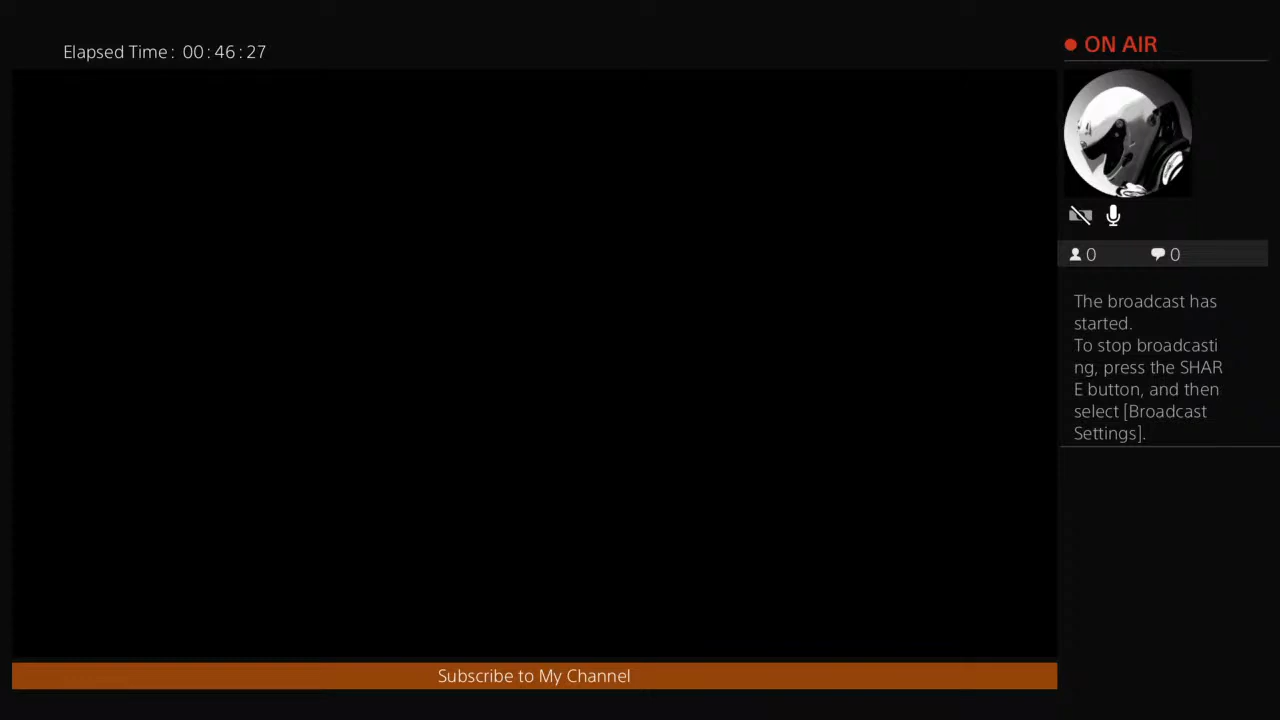 Elapsed Time: 00:46:27
ON AIR
0 0
The broadcast has
started.
To stop broadcasti
ng, press the SHAR
E button, and then
select [Broadcast
Settings].
Subscribe to My Channel